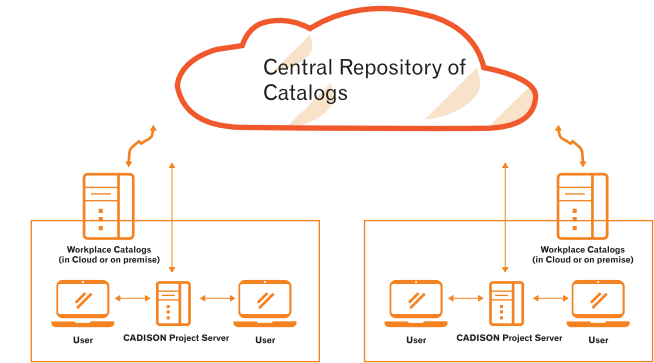 Central Repository of
Catalogs
Workplace Catalogs
(in Cloud or on premise)
User
CADISON Project Server
User
Workplace Catalogs
(in Cloud or on premise)
User
CADISON Project Server
User